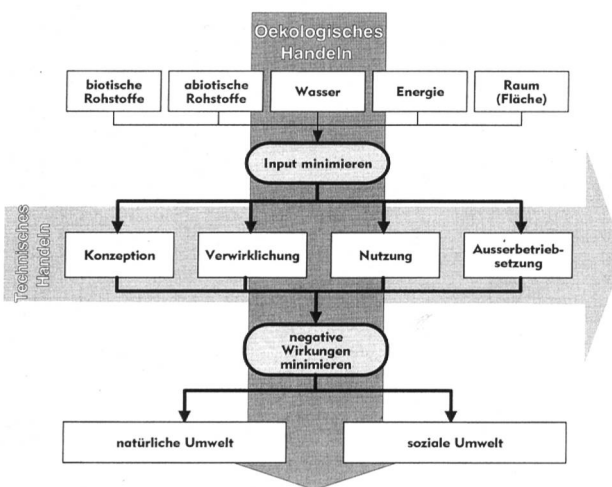 Oekologisches
Handeln
biotische
Rohstoffe
abiotische
Rohstoffe
Wasser
Energie
Raum
(Fläche)
Input minimieren
Technisches
Handeln
Konzeption
Verwirklichung
Nutzung
Ausserbetrieb-
setzung
negative
Wirkungen
minimieren
natürliche Umwelt
soziale Umwelt